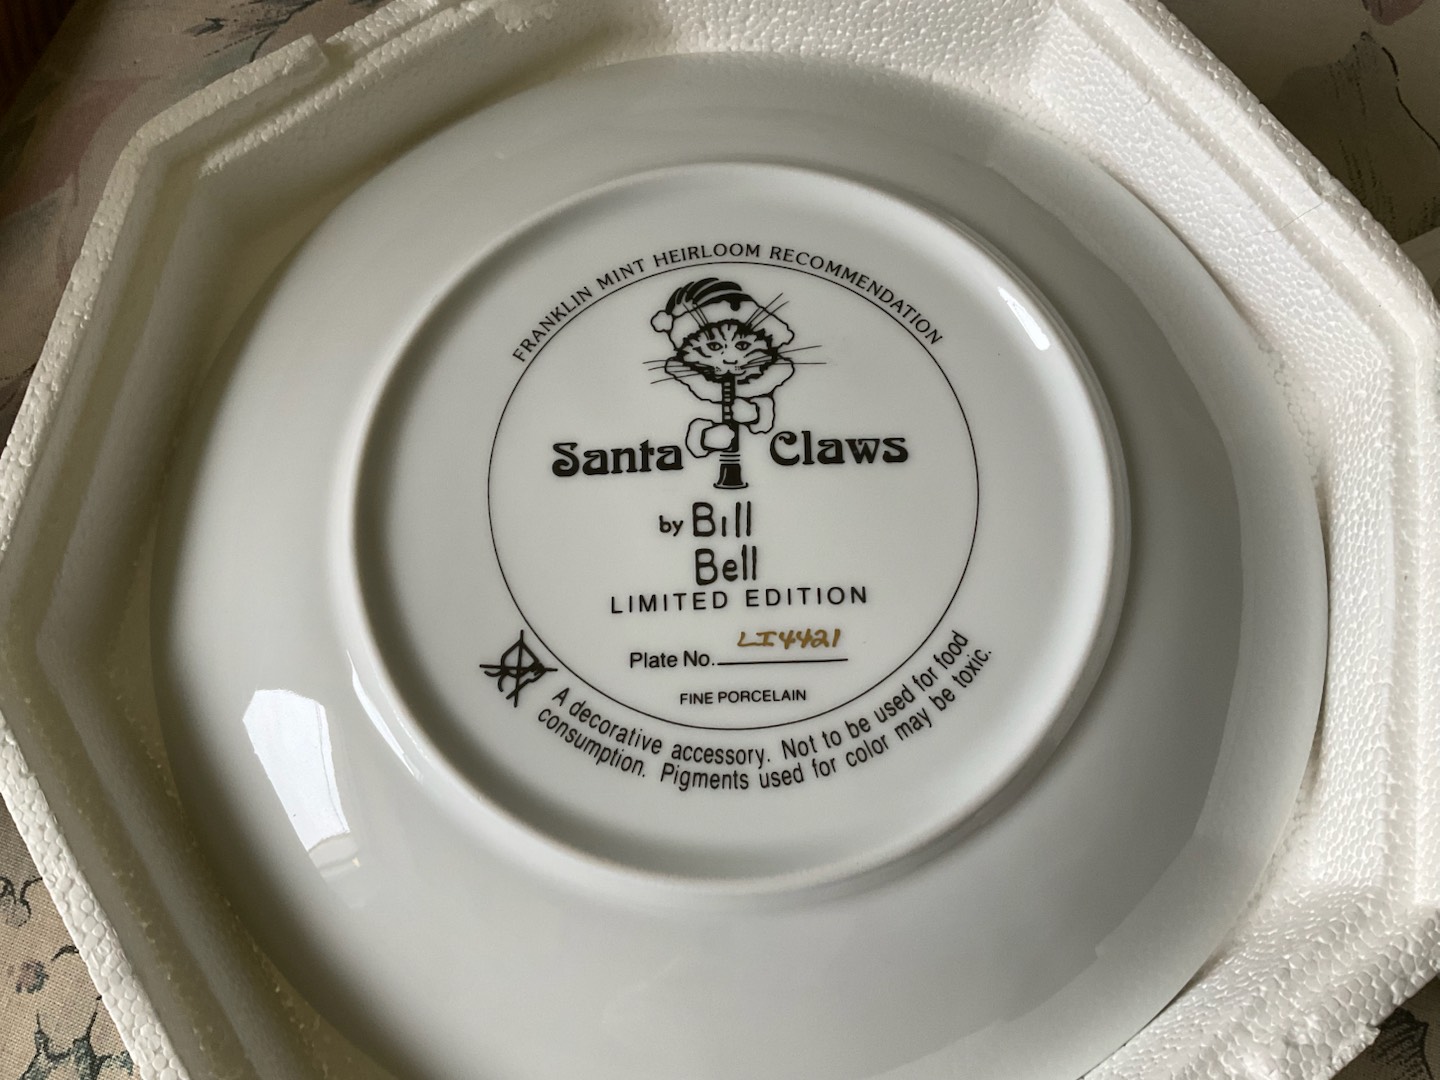 FRANKLIN MINT HEIRLOOM RECOMMENDATION
Santa Claws
by Bill
Bell
LIMITED EDITION
Plate No. LI4421
FINE PORCELAIN
A decorative accessory. Not to be used for food
consumption. Pigments used for color may be toxic.